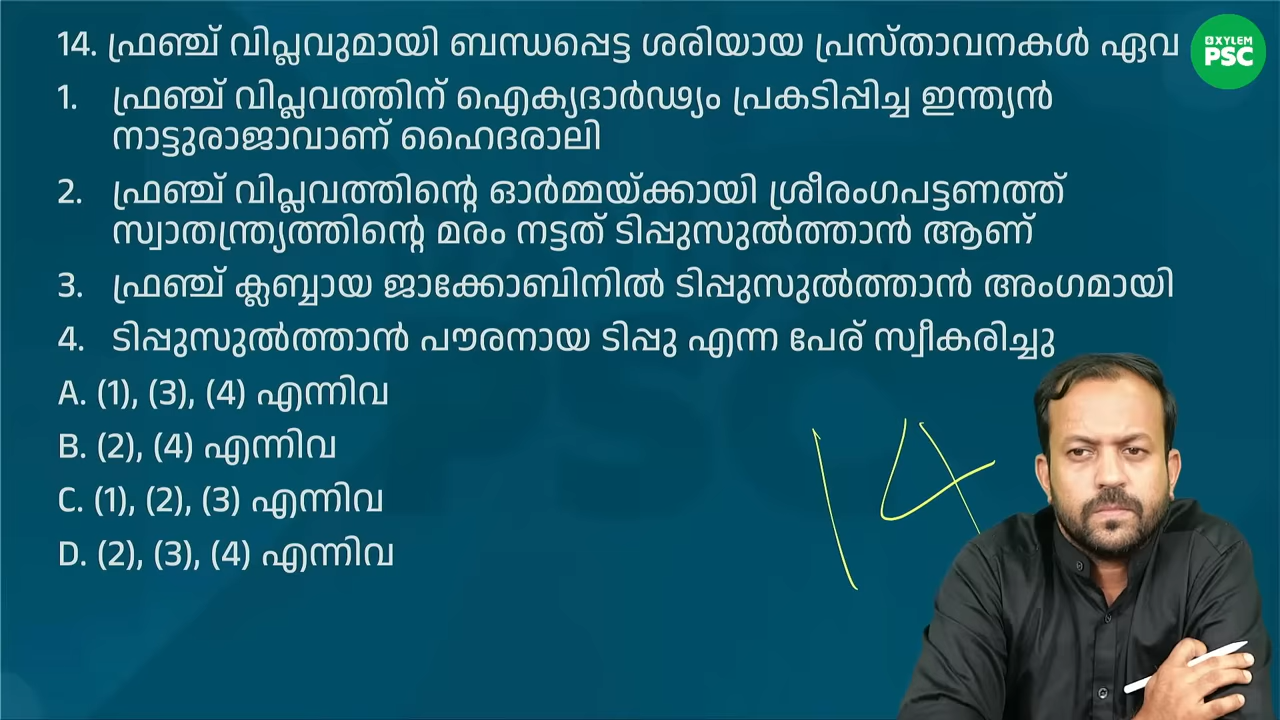 14. ഫ്രഞ്ച് വിപ്ലവുമായി ബന്ധപ്പെട്ട ശരിയായ പ്രസ്താവനകൾ ഏവ
OXYLEM
PSC
1. ഫ്രഞ്ച് വിപ്ലവത്തിന് ഐക്യദാർഢ്യം പ്രകടിപ്പിച്ച ഇന്ത്യൻ
നാട്ടുരാജാവാണ് ഹൈദരാലി
2. ഫ്രഞ്ച് വിപ്ലവത്തിന്റെ ഓർമ്മയ്ക്കായി ശ്രീരംഗപട്ടണത്ത്
സ്വാതന്ത്ര്യത്തിന്റെ മരം നട്ടത് ടിപ്പുസുൽത്താൻ ആണ്
3. ഫ്രഞ്ച് ക്ലബ്ബായ ജാക്കോബിനിൽ ടിപ്പുസുൽത്താൻ അംഗമായി
4. ടിപ്പുസുൽത്താൻ പൗരനായ ടിപ്പു എന്ന പേര് സ്വീകരിച്ചു
A. (1), (3), (4) എന്നിവ
B. (2), (4) എന്നിവ
C. (1), (2), (3) എന്നിവ
D. (2), (3), (4) എന്നിവ
14